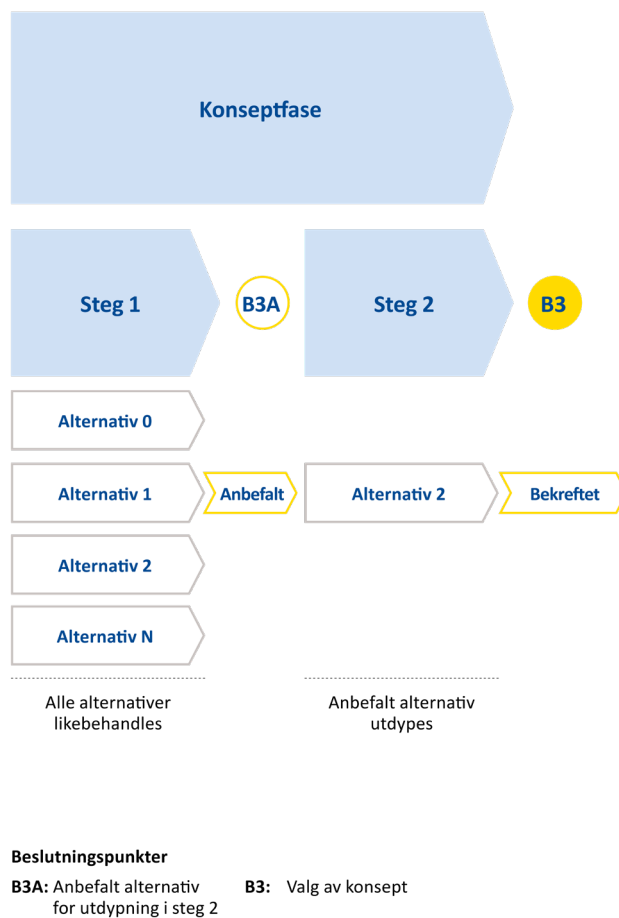 Konseptfase
Steg 1
B3A
Steg 2
B3
Alternativ 0
Alternativ 1
Anbefalt
Alternativ 2
Bekreftet
Alternativ 2
Alternativ N
Alle alternativer
likebehandles
Anbefalt alternativ
utdypes
Beslutningspunkter
B3A: Anbefalt alternativ
for utdypning i steg 2
B3: Valg av konsept